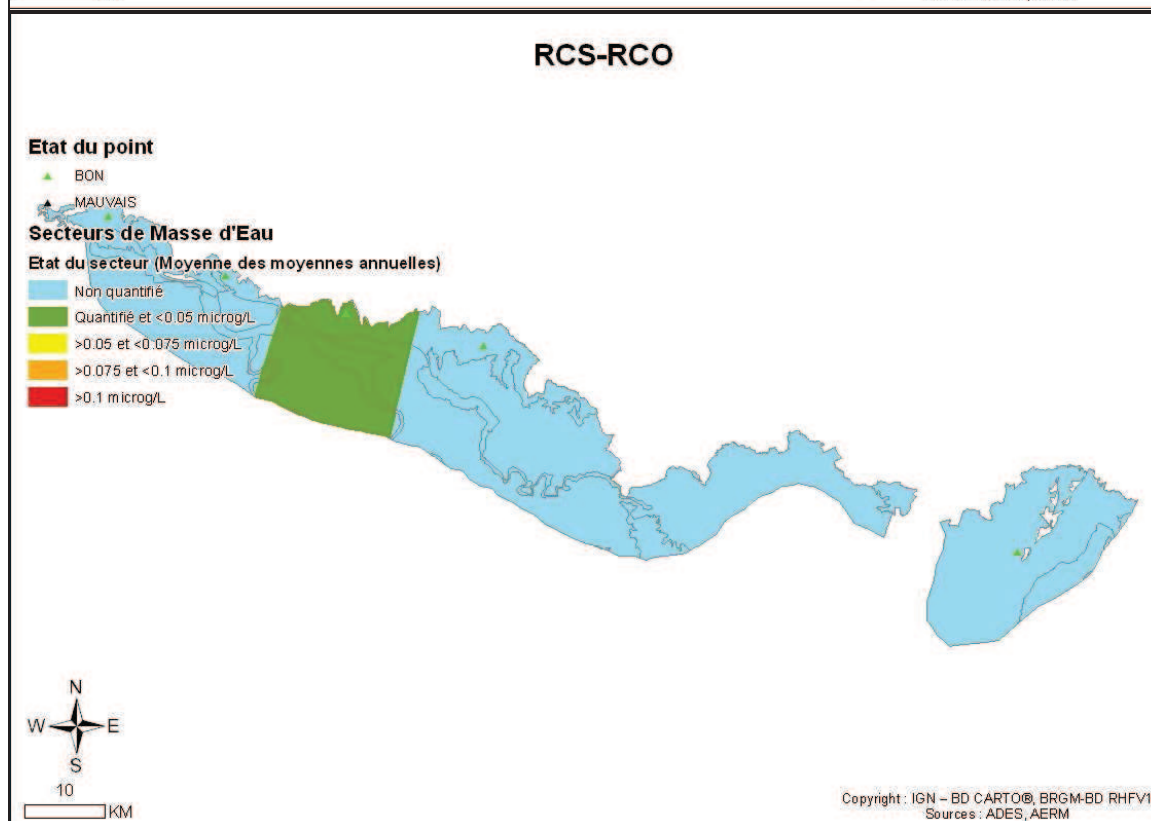 RCS-RCO
Etat du point
BON
MAUVAIS
Secteurs de Masse d'Eau
Etat du secteur (Moyenne des moyennes annuelles)
Non quantifié
Quantifié et <0.05 microg/L
>0.05 et <0.075 microg/L
>0.075 et <0.1 microg/L
>0.1 microg/L
N
W E
S
10
KM
Copyright : IGN – BD CARTO®, BRGM-BD RHFV1
Sources : ADES, AERM